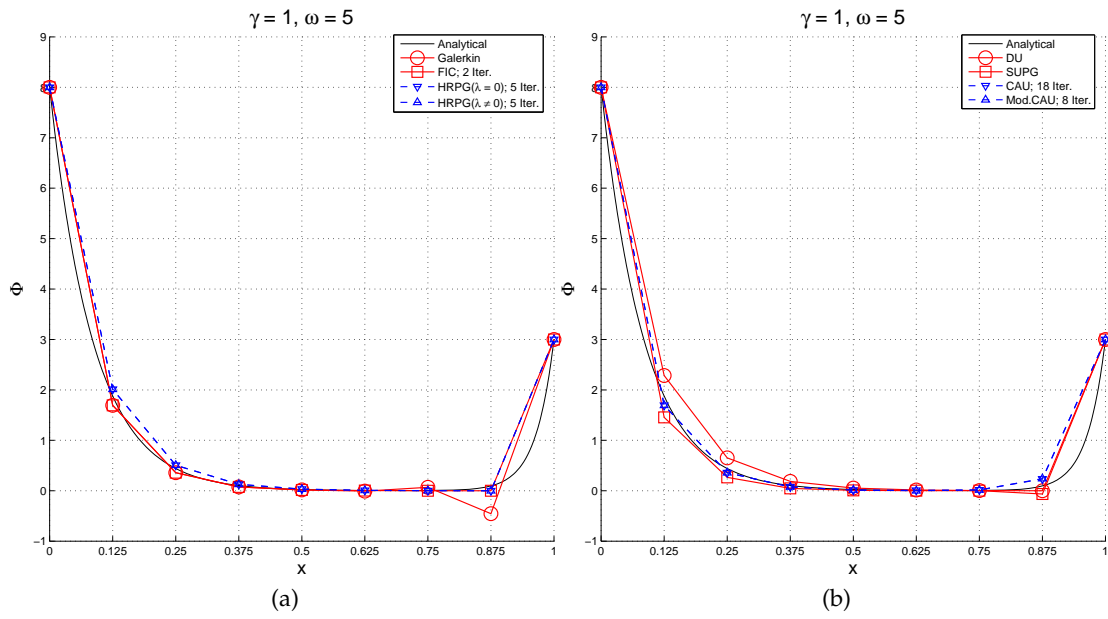 γ = 1, ω = 5
Analytical
Galerkin
FIC; 2 Iter.
HRPG(λ = 0); 5 Iter.
HRPG(λ ≠ 0); 5 Iter.
9
8
7
6
5
4
3
2
1
0
−1
Φ
0 0.125 0.25 0.375 0.5 0.625 0.75 0.875 1
x
(a)
γ = 1, ω = 5
Analytical
DU
SUPG
CAU; 18 Iter.
Mod.CAU; 8 Iter.
9
8
7
6
5
4
3
2
1
0
−1
Φ
0 0.125 0.25 0.375 0.5 0.625 0.75 0.875 1
x
(b)